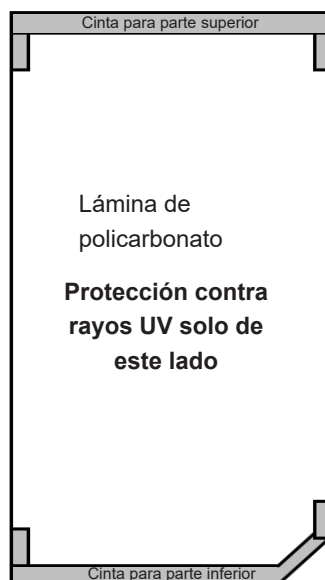 Cinta para parte superior
Lámina de
policarbonato
Protección contra
rayos UV solo de
este lado
Cinta para parte inferior